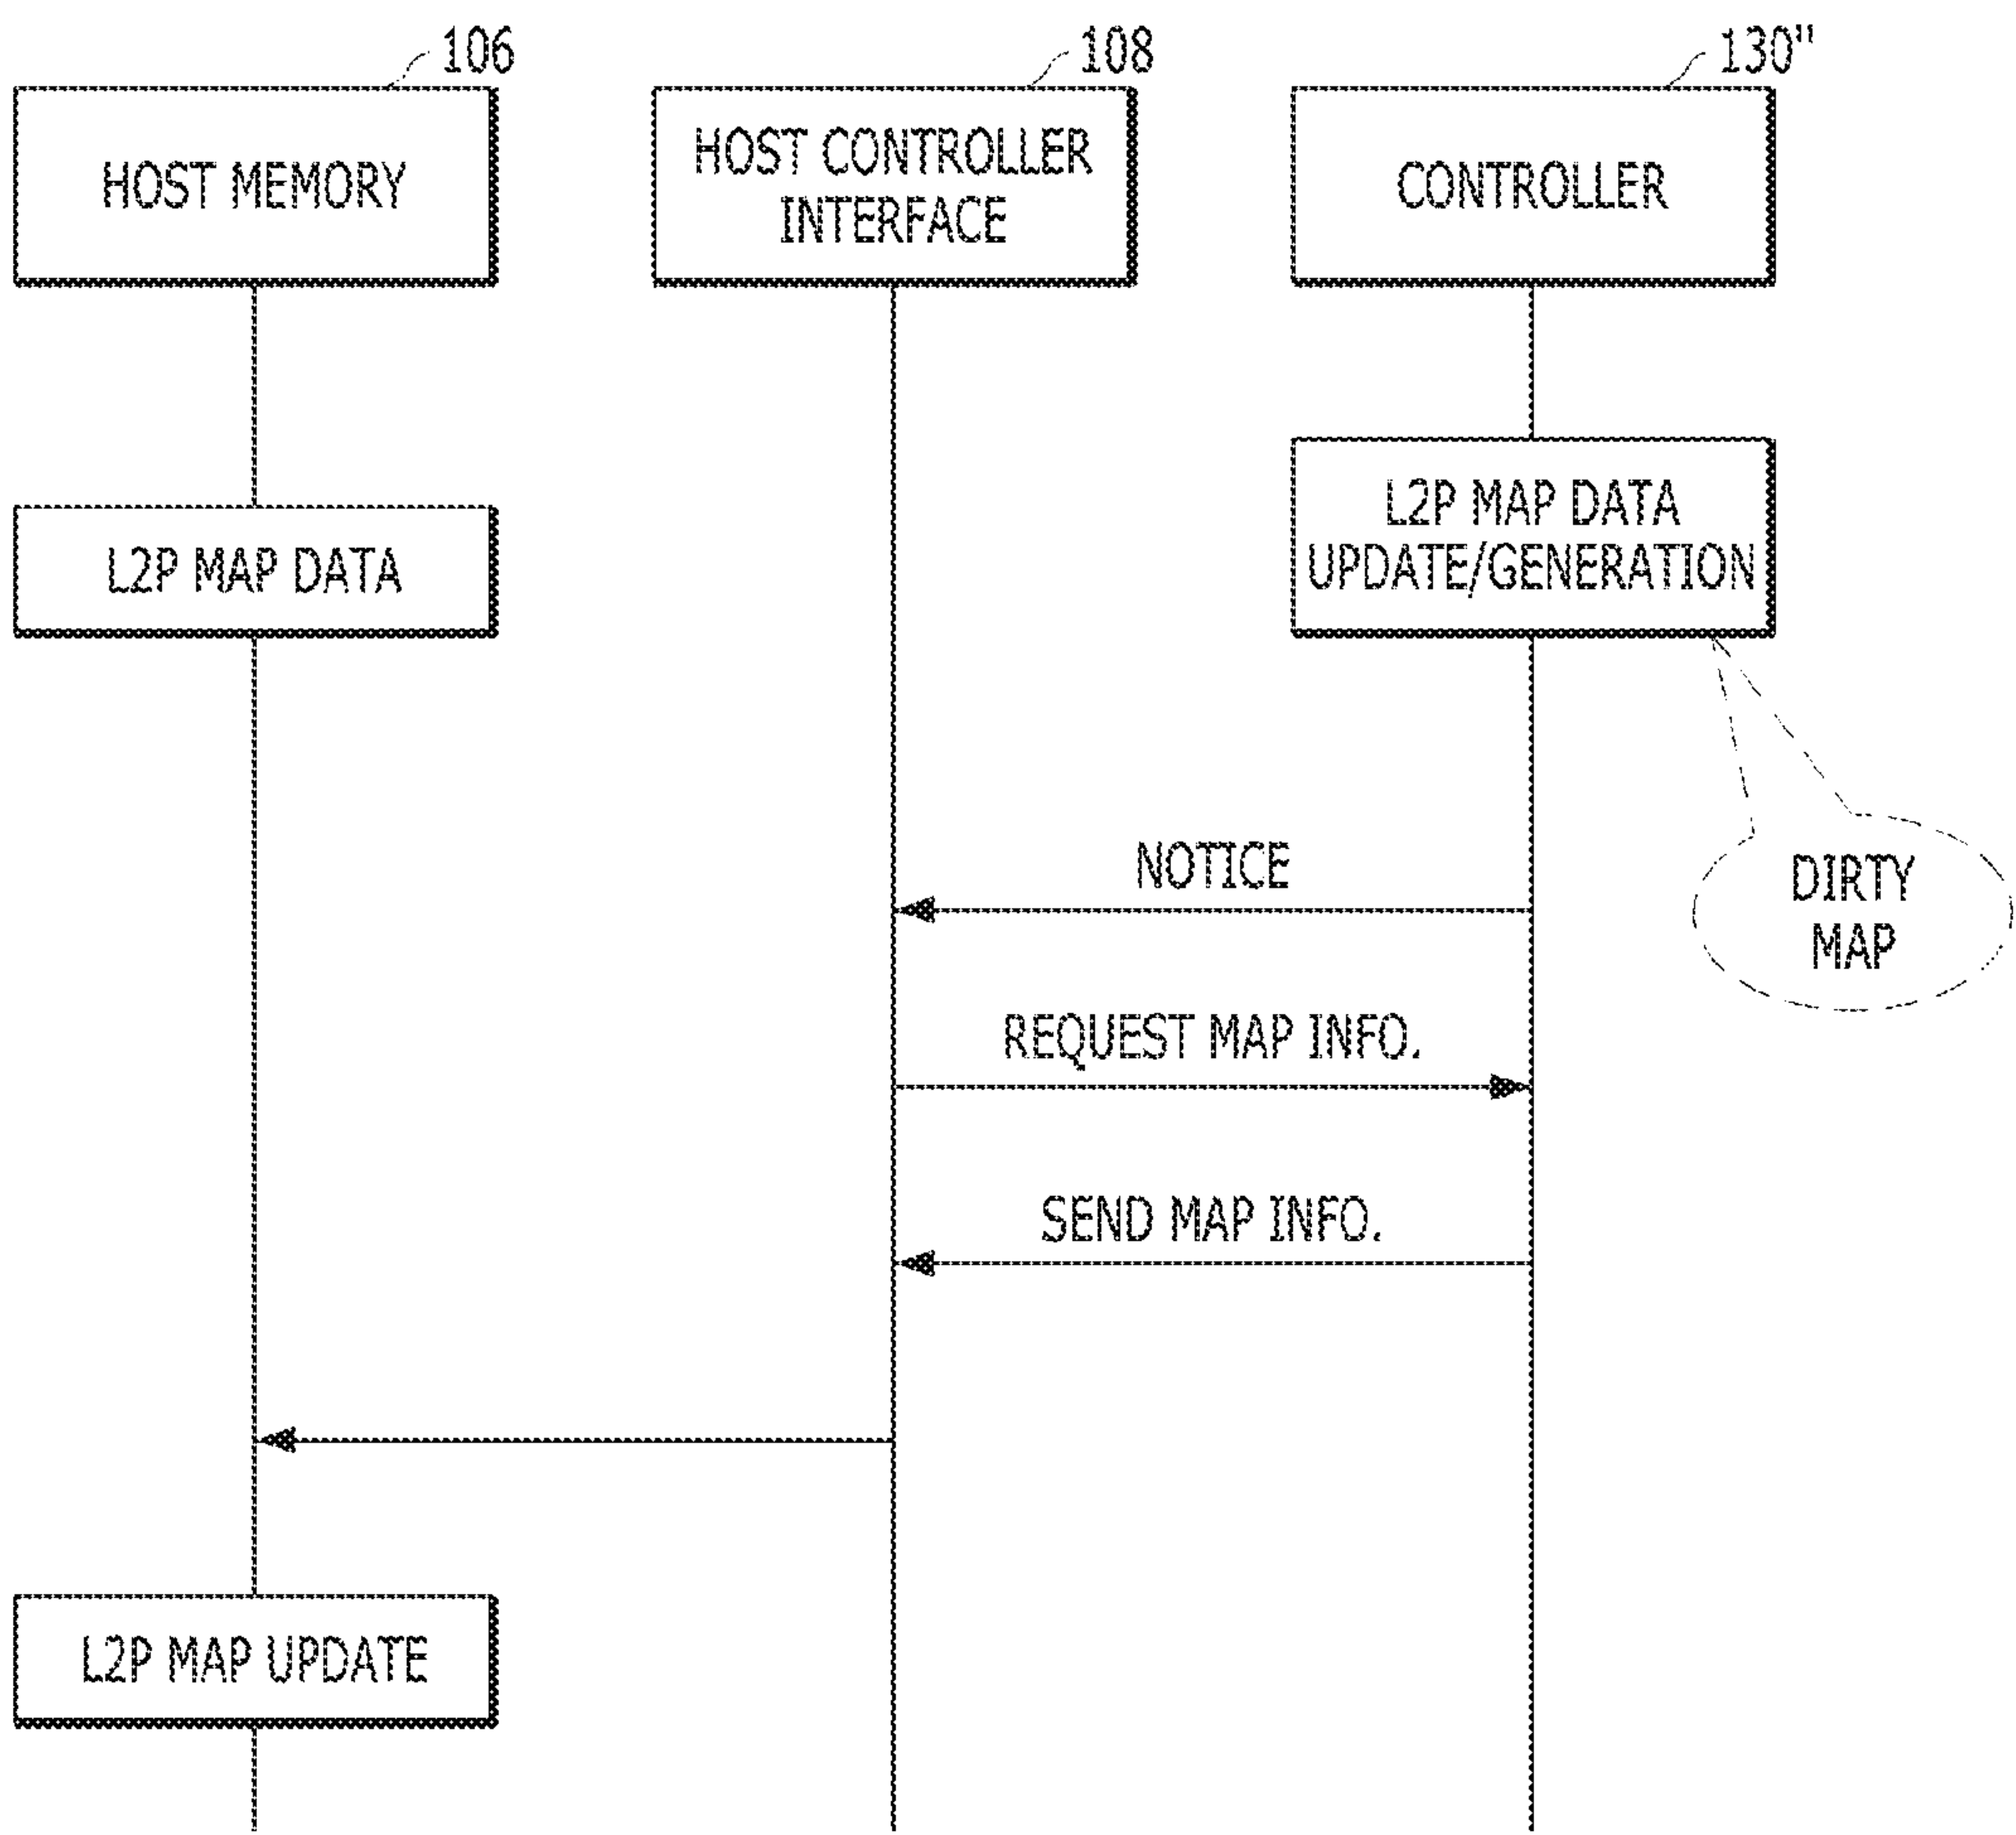 106
108
130"
HOST MEMORY
HOST CONTROLLER
INTERFACE
CONTROLLER
L2P MAP DATA
L2P MAP DATA
UPDATE/GENERATION
NOTICE
DIRTY
MAP
REQUEST MAP INFO.
SEND MAP INFO.
L2P MAP UPDATE